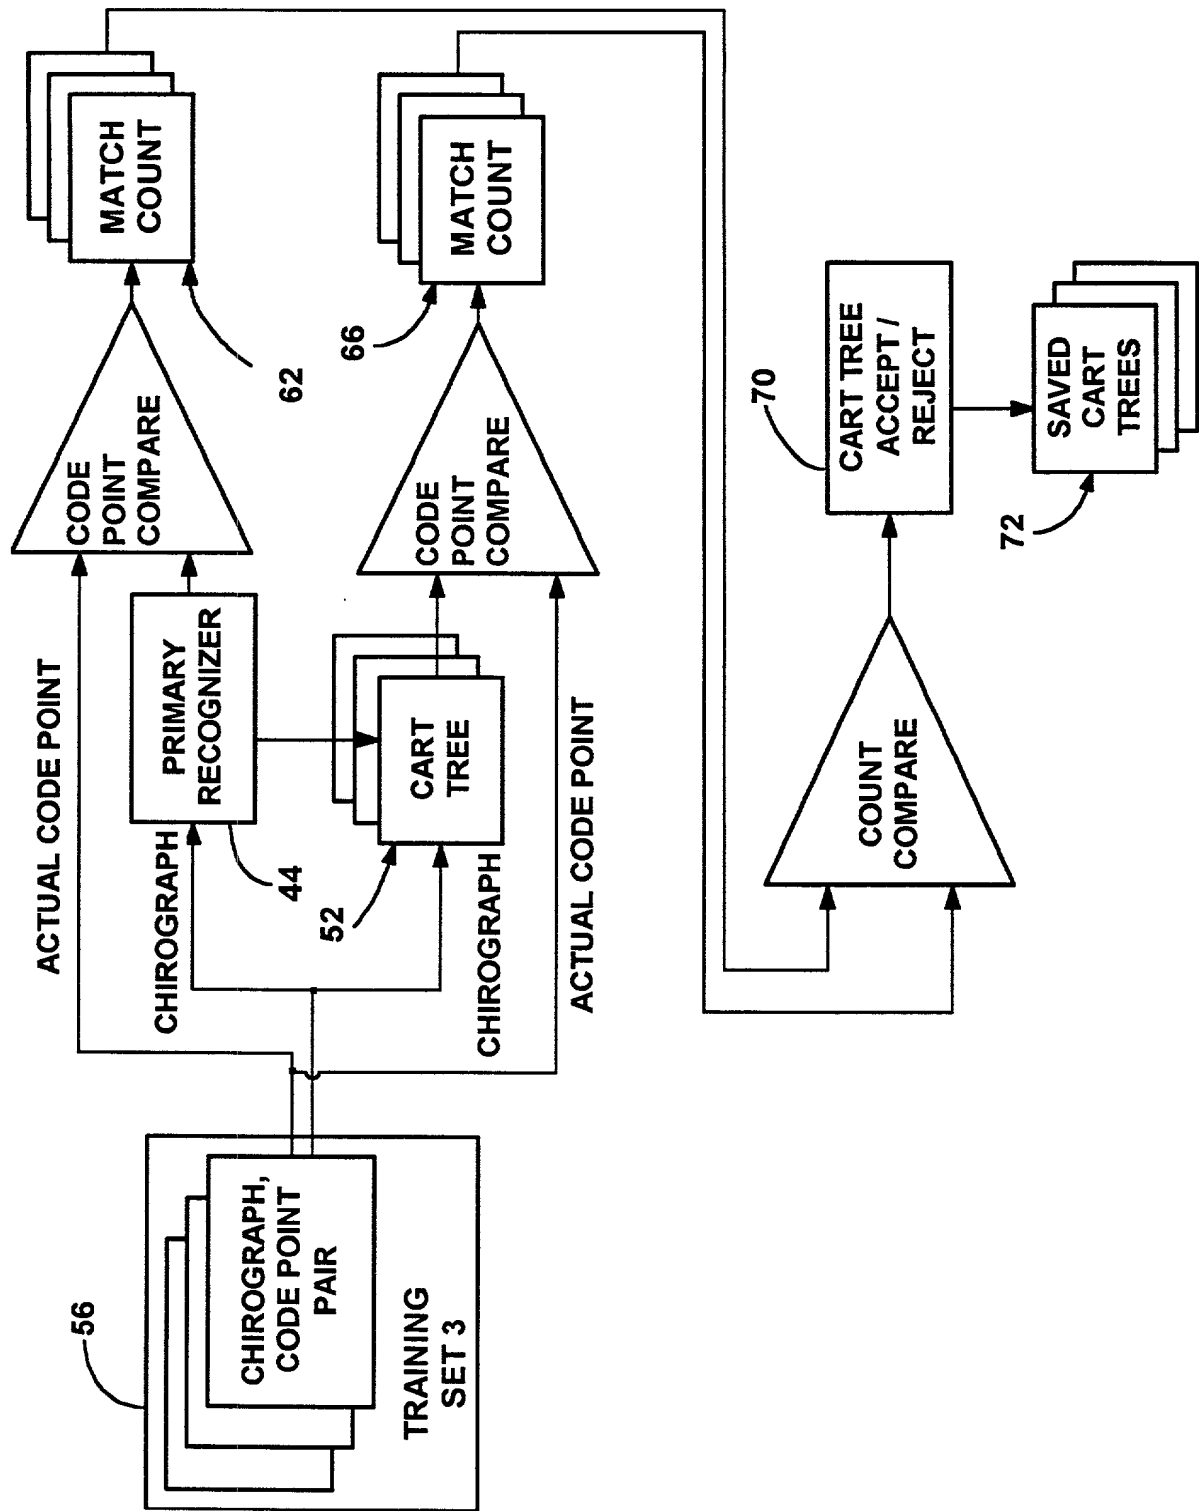 56
CHIROGRAPH,
CODE POINT
PAIR
TRAINING
SET 3
ACTUAL CODE POINT
CHIROGRAPH
PRIMARY
RECOGNIZER
44
CODE
POINT
COMPARE
MATCH
COUNT
62
52
CART
TREE
CHIROGRAPH
ACTUAL CODE POINT
CODE
POINT
COMPARE
66
MATCH
COUNT
COUNT
COMPARE
70
CART TREE
ACCEPT /
REJECT
72
SAVED
CART
TREES